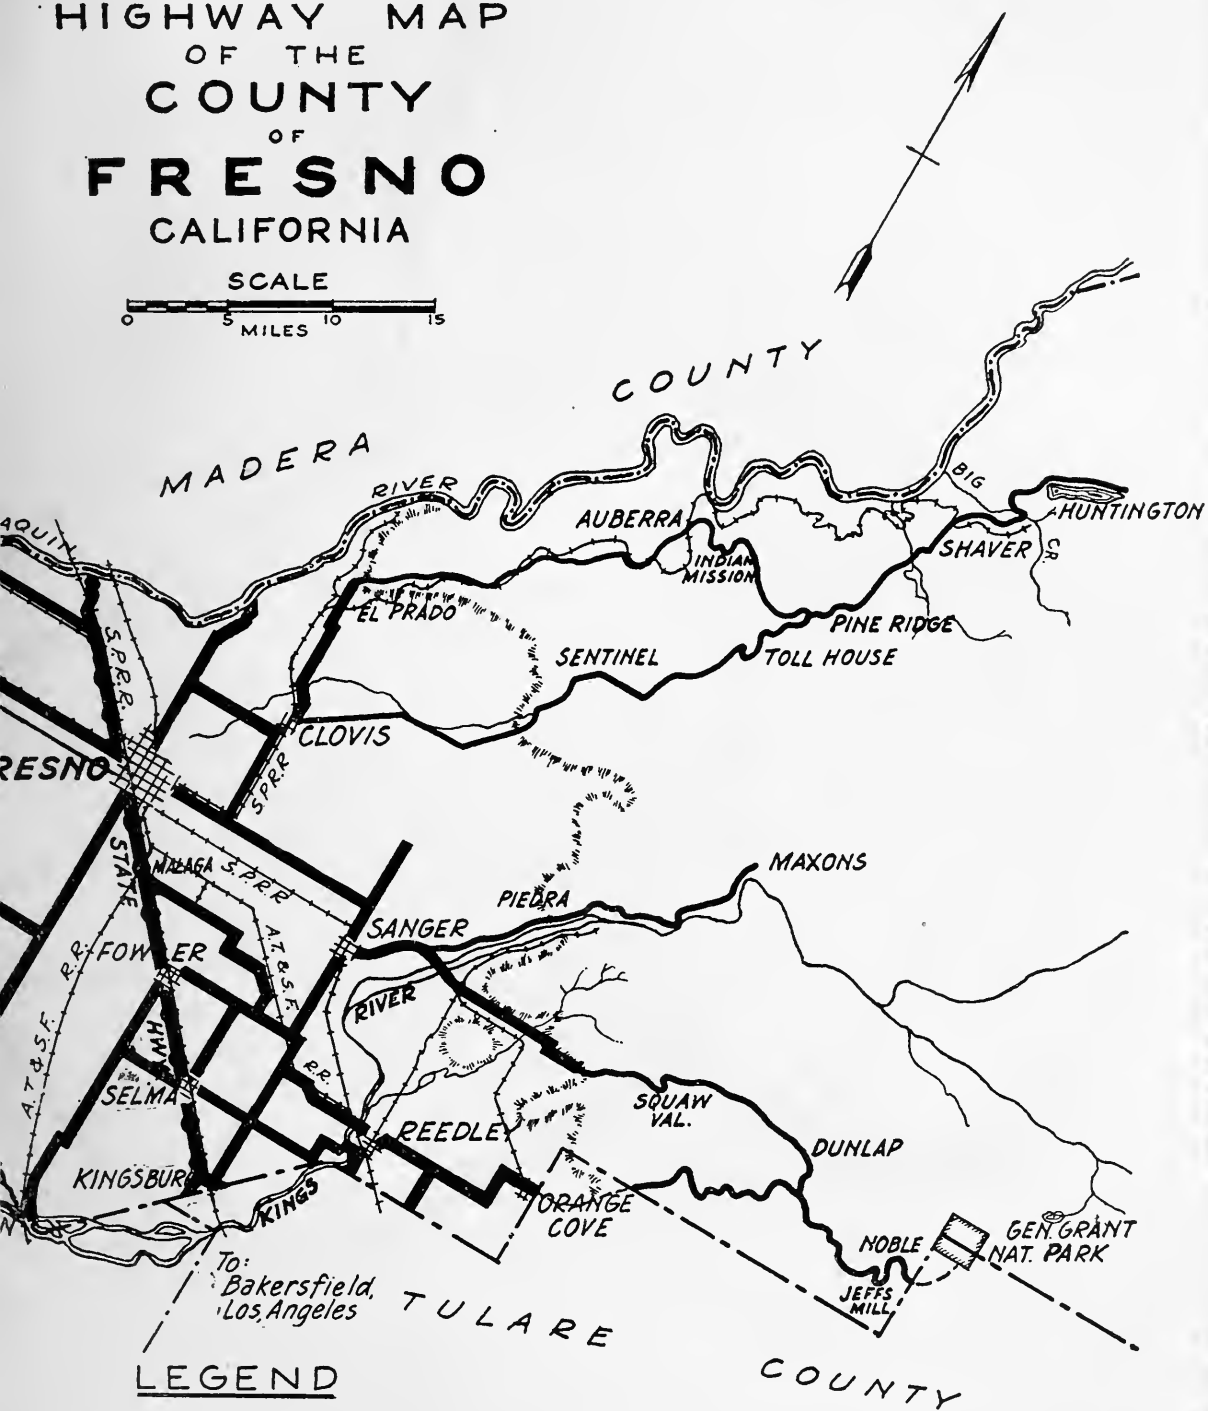 HIGHWAY MAP
OF THE
COUNTY
OF
FRESNO
CALIFORNIA
SCALE
0 5 10 15
MILES
MADERA COUNTY
AQUIN
RIVER
BIG
CR.
AUBERRA
INDIAN
MISSION
HUNTINGTON
SHAVER
EL PRADO
PINE RIDGE
TOLL HOUSE
SENTINEL
S.P.R.R.
CLOVIS
S.P.R.R
RESNO
STATE
MALAGA
S.P.R.R
MAXONS
PIEDRA
SANGER
FOWLER
A.T. & S.F.
R.R.
A.T. & S.F.
R.R.
RIVER
HWY
SELMA
SQUAW
VAL.
REEDLEY
DUNLAP
KINGSBURG
KINGS
ORANGE
COVE
N
NOBLE
GEN. GRANT
NAT. PARK
JEFFS
MILL
To:
Bakersfield,
Los Angeles
TULARE COUNTY
LEGEND